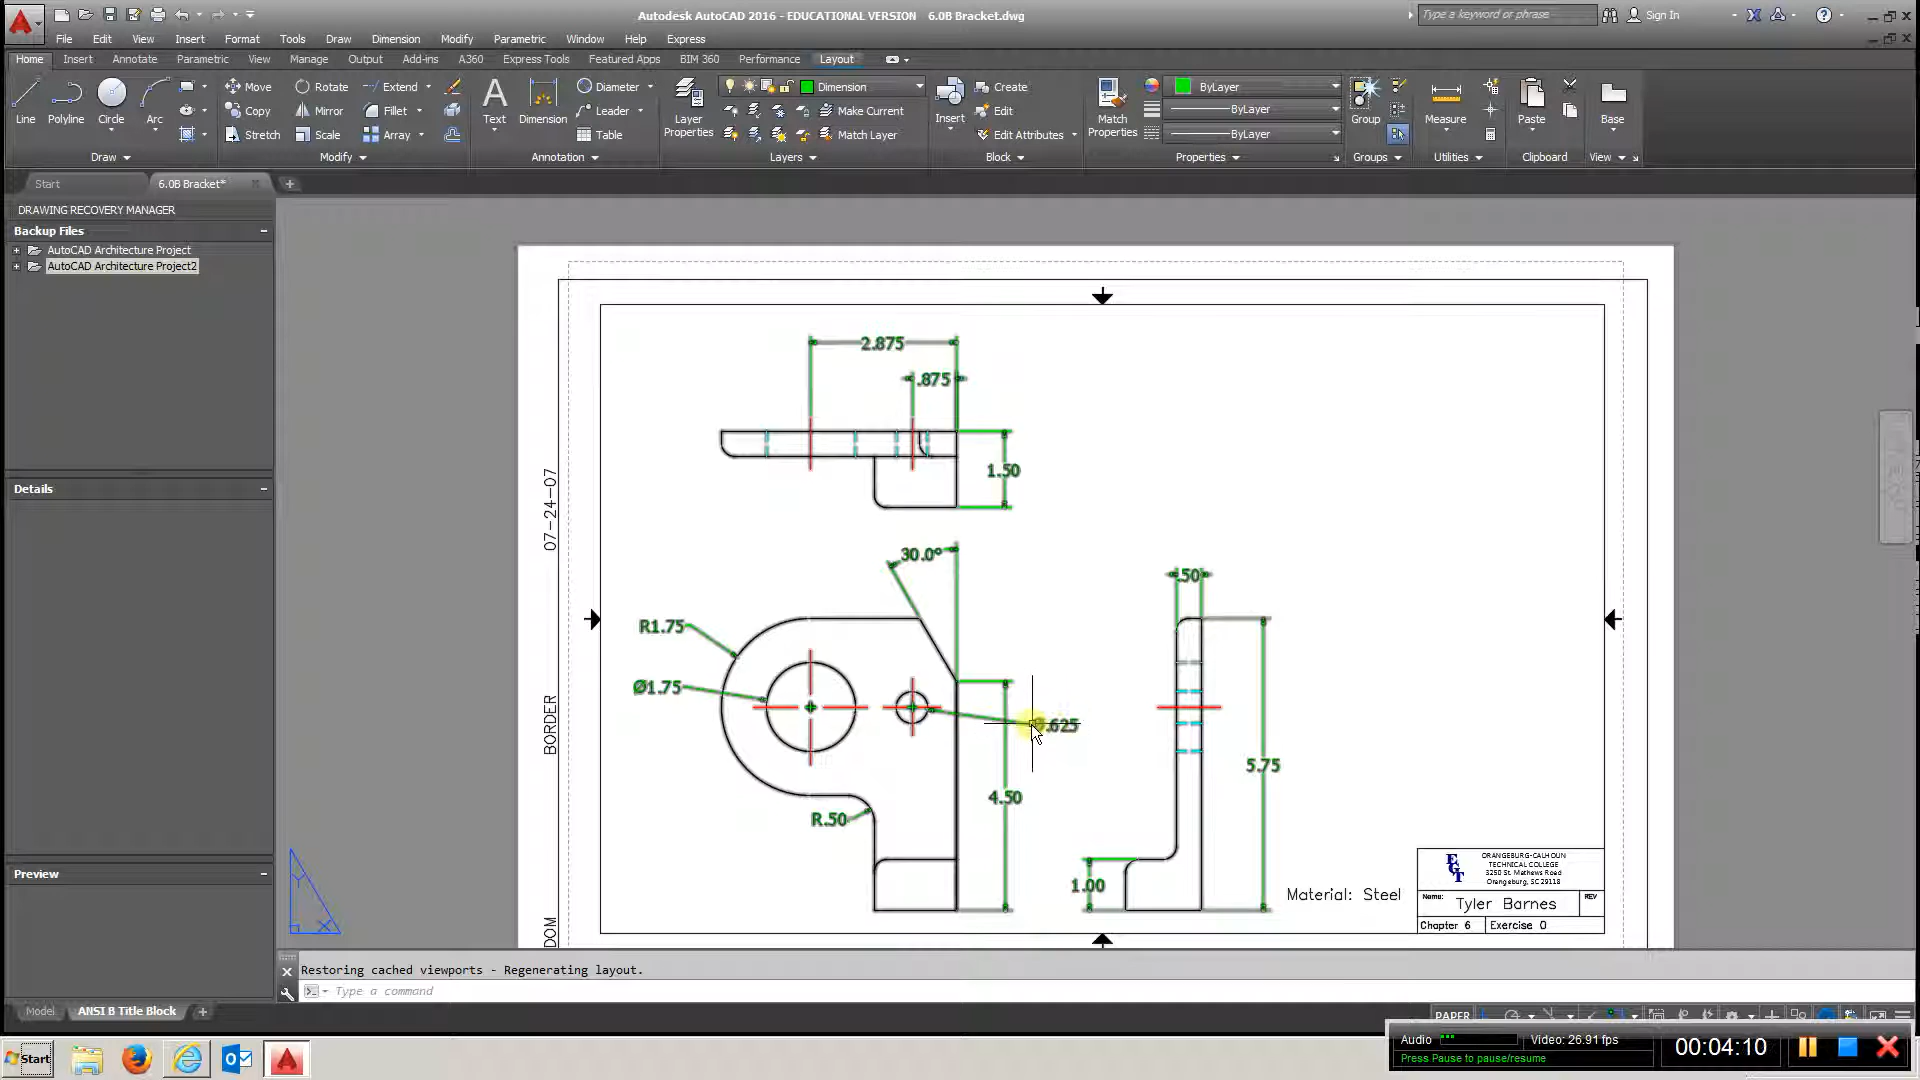 Autodesk AutoCAD 2016 - EDUCATIONAL VERSION 6.0B Bracket.dwg
Type a keyword or phrase
Sign In
File Edit View Insert Format Tools Draw Dimension Modify Parametric Window Help Express
Home Insert Annotate Parametric View Manage Output Add-ins A360 Express Tools Featured Apps BIM 360 Performance Layout
Move Rotate Extend Diameter Dimension Create ByLayer
Copy Mirror Fillet Leader Make Current Edit ByLayer
Line Polyline Circle Arc Stretch Scale Array Text Dimension Table Layer Properties Match Layer Insert Edit Attributes Match Properties ByLayer Group Measure Paste Base
Draw Modify Annotation Layers Block Properties Groups Utilities Clipboard View
Start 6.0B Bracket*
DRAWING RECOVERY MANAGER
Backup Files
AutoCAD Architecture Project
AutoCAD Architecture Project2
Details
Preview
2.875
.875
1.50
07-24-07
30.0°
.50
R1.75
Ø1.75
.625
BORDER
5.75
4.50
R.50
1.00
Material: Steel
EGT
ORANGEBURG-CALHOUN
TECHNICAL COLLEGE
3250 St. Mathews Road
Orangeburg, SC 29118
Name: Tyler Barnes REV
Chapter 6 Exercise 0
DOM
Y
X
Restoring cached viewports - Regenerating layout.
Type a command
Model ANSI B Title Block
PAPER
Start
Audio Video: 26.91 fps
Press Pause to pause/resume
00:04:10